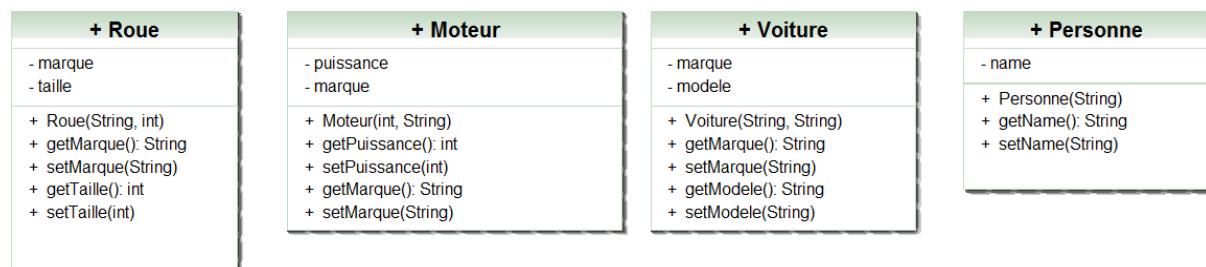 + Roue
- marque
- taille
+ Roue(String, int)
+ getMarque(): String
+ setMarque(String)
+ getTaille(): int
+ setTaille(int)
+ Moteur
- puissance
- marque
+ Moteur(int, String)
+ getPuissance(): int
+ setPuissance(int)
+ getMarque(): String
+ setMarque(String)
+ Voiture
- marque
- modele
+ Voiture(String, String)
+ getMarque(): String
+ setMarque(String)
+ getModele(): String
+ setModele(String)
+ Personne
- name
+ Personne(String)
+ getName(): String
+ setName(String)